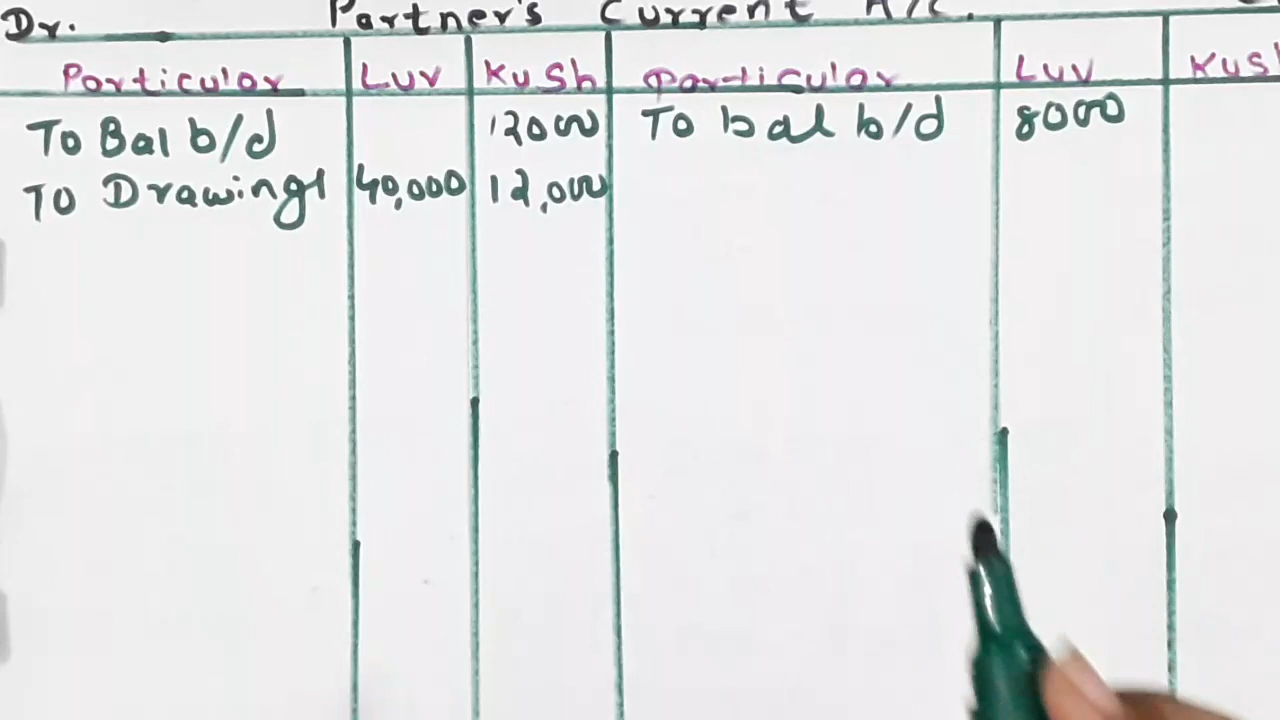 Dr. Partner's Current A/C.
Particular Luv Kush Particular Luv Kush
To Bal b/d 12000 To bal b/d 8000
To Drawings 40,000 12,000